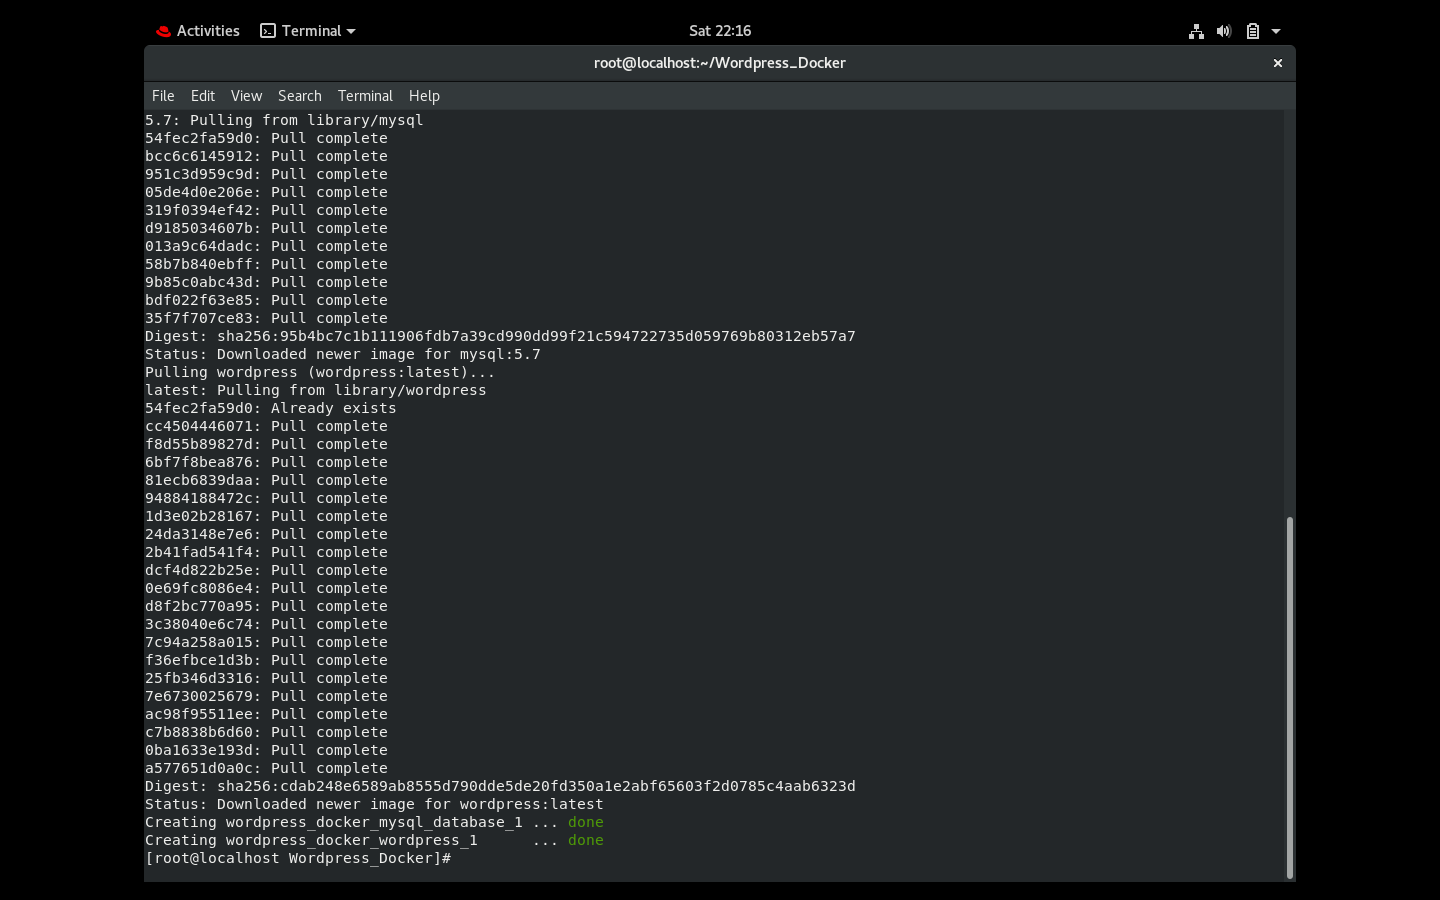 Activities Terminal Sat 22:16
root@localhost:~/Wordpress_Docker
File Edit View Search Terminal Help
5.7: Pulling from library/mysql
54fec2fa59d0: Pull complete
bcc6c6145912: Pull complete
951c3d959c9d: Pull complete
05de4d0e206e: Pull complete
319f0394ef42: Pull complete
d9185034607b: Pull complete
013a9c64dadc: Pull complete
58b7b840ebff: Pull complete
9b85c0abc43d: Pull complete
bdf022f63e85: Pull complete
35f7f707ce83: Pull complete
Digest: sha256:95b4bc7c1b111906fdb7a39cd990dd99f21c594722735d059769b80312eb57a7
Status: Downloaded newer image for mysql:5.7
Pulling wordpress (wordpress:latest)...
latest: Pulling from library/wordpress
54fec2fa59d0: Already exists
cc4504446071: Pull complete
f8d55b89827d: Pull complete
6bf7f8bea876: Pull complete
81ecb6839daa: Pull complete
94884188472c: Pull complete
1d3e02b28167: Pull complete
24da3148e7e6: Pull complete
2b41fad541f4: Pull complete
dcf4d822b25e: Pull complete
0e69fc8086e4: Pull complete
d8f2bc770a95: Pull complete
3c38040e6c74: Pull complete
7c94a258a015: Pull complete
f36efbce1d3b: Pull complete
25fb346d3316: Pull complete
7e6730025679: Pull complete
ac98f95511ee: Pull complete
c7b8838b6d60: Pull complete
0ba1633e193d: Pull complete
a577651d0a0c: Pull complete
Digest: sha256:cdab248e6589ab8555d790dde5de20fd350a1e2abf65603f2d0785c4aab6323d
Status: Downloaded newer image for wordpress:latest
Creating wordpress_docker_mysql_database_1 ... done
Creating wordpress_docker_wordpress_1      ... done
[root@localhost Wordpress_Docker]#